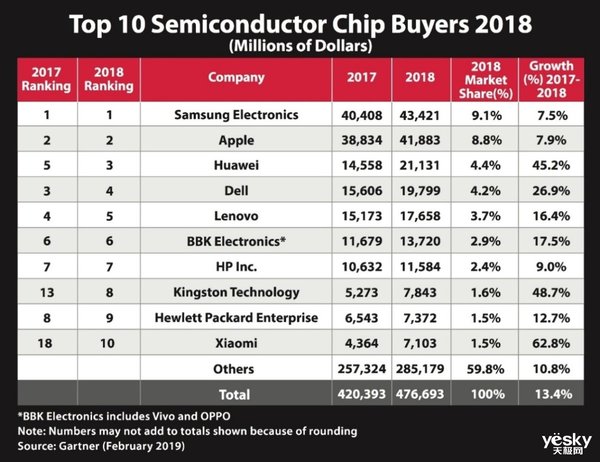 Top 10 Semiconductor Chip Buyers 2018
(Millions of Dollars)
2017 Ranking 2018 Ranking Company 2017 2018 2018 Market Share(%) Growth (%) 2017-2018
1 1 Samsung Electronics 40,408 43,421 9.1% 7.5%
2 2 Apple 38,834 41,883 8.8% 7.9%
5 3 Huawei 14,558 21,131 4.4% 45.2%
3 4 Dell 15,606 19,799 4.2% 26.9%
4 5 Lenovo 15,173 17,658 3.7% 16.4%
6 6 BBK Electronics* 11,679 13,720 2.9% 17.5%
7 7 HP Inc. 10,632 11,584 2.4% 9.0%
13 8 Kingston Technology 5,273 7,843 1.6% 48.7%
8 9 Hewlett Packard Enterprise 6,543 7,372 1.5% 12.7%
18 10 Xiaomi 4,364 7,103 1.5% 62.8%
Others 257,324 285,179 59.8% 10.8%
Total 420,393 476,693 100% 13.4%
*BBK Electronics includes Vivo and OPPO
Note: Numbers may not add to totals shown because of rounding
Source: Gartner (February 2019)
yësky
天极网